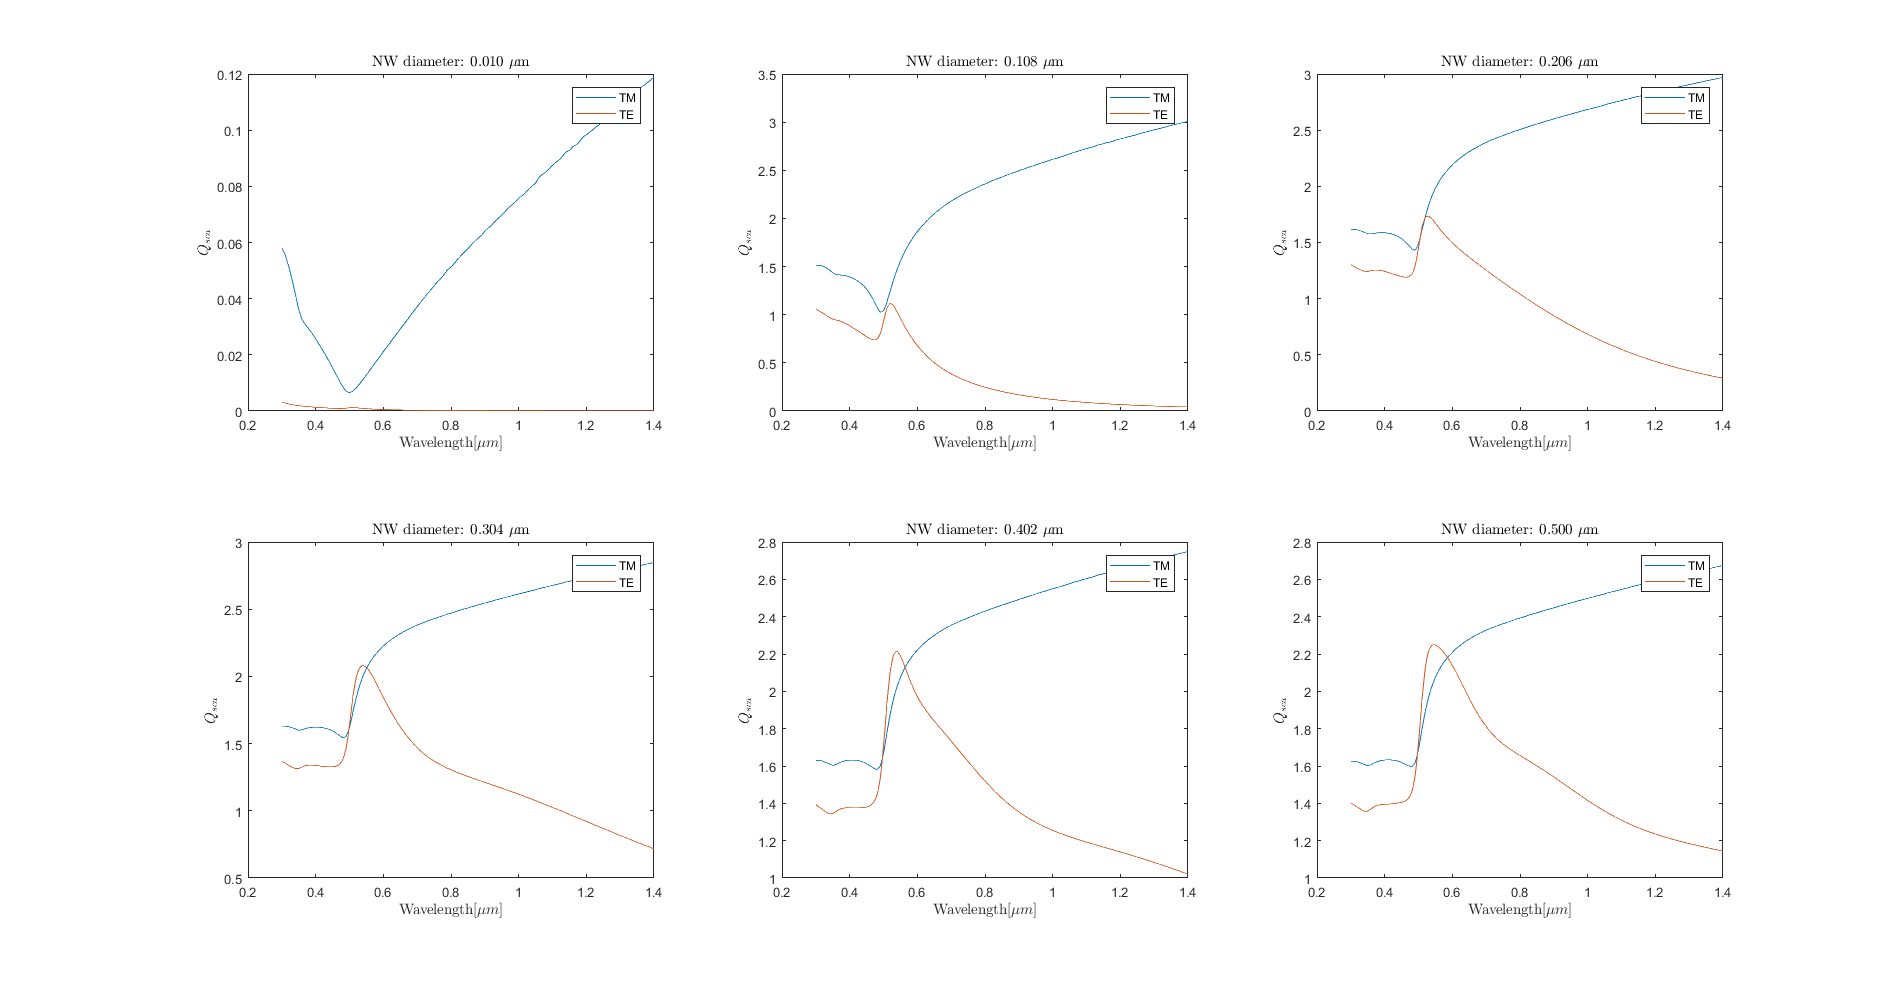 NW diameter: 0.010 μm
0.12
0.1
0.08
0.06
0.04
0.02
0
Q_sca
TM
TE
0.2 0.4 0.6 0.8 1 1.2 1.4
Wavelength[μm]
NW diameter: 0.108 μm
3.5
3
2.5
2
1.5
1
0.5
0
Q_sca
TM
TE
0.2 0.4 0.6 0.8 1 1.2 1.4
Wavelength[μm]
NW diameter: 0.206 μm
3
2.5
2
1.5
1
0.5
0
Q_sca
TM
TE
0.2 0.4 0.6 0.8 1 1.2 1.4
Wavelength[μm]
NW diameter: 0.304 μm
3
2.5
2
1.5
1
0.5
Q_sca
TM
TE
0.2 0.4 0.6 0.8 1 1.2 1.4
Wavelength[μm]
NW diameter: 0.402 μm
2.8
2.6
2.4
2.2
2
1.8
1.6
1.4
1.2
1
Q_sca
TM
TE
0.2 0.4 0.6 0.8 1 1.2 1.4
Wavelength[μm]
NW diameter: 0.500 μm
2.8
2.6
2.4
2.2
2
1.8
1.6
1.4
1.2
1
Q_sca
TM
TE
0.2 0.4 0.6 0.8 1 1.2 1.4
Wavelength[μm]